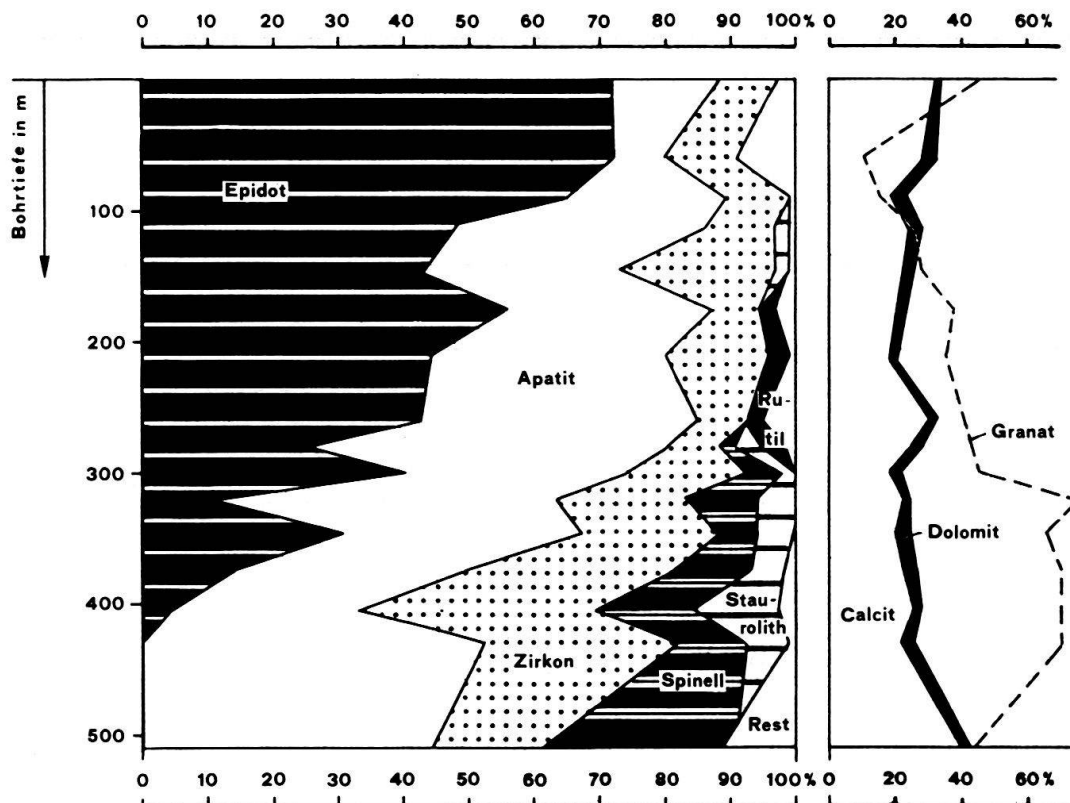 0 10 20 30 40 50 60 70 80 90 100 % 0 20 40 60 %
Bohrtiefe in m
Epidot
100
200
Apatit
Ru-
til
Granat
300
Dolomit
400
Stau-
rolith
Calcit
Zirkon
Spinell
Rest
500
0 10 20 30 40 50 60 70 80 90 100 % 0 20 40 60 %